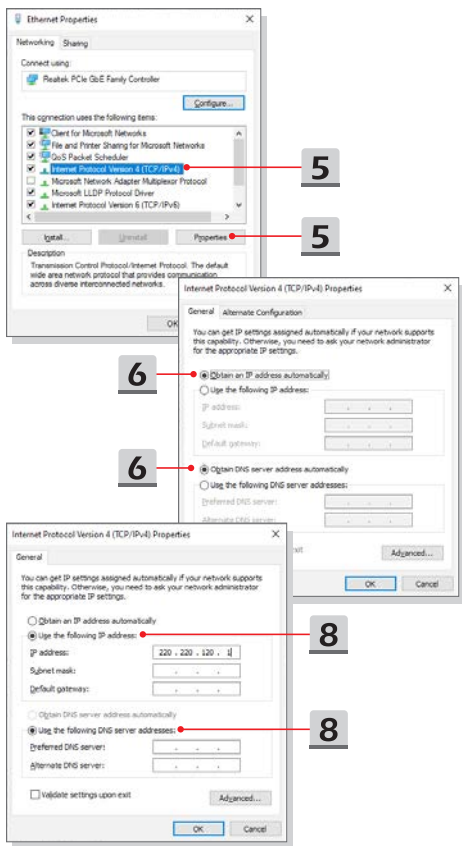 Ethernet Properties
Networking Sharing
Connect using:
Realtek PCIe GbE Family Controller
Configure...
This connection uses the following items:
Client for Microsoft Networks
File and Printer Sharing for Microsoft Networks
QoS Packet Scheduler
Internet Protocol Version 4 (TCP/IPv4)
5
Microsoft Network Adapter Multiplexor Protocol
Microsoft LLDP Protocol Driver
Internet Protocol Version 6 (TCP/IPv6)
Install... Uninstall Properties
5
Description
Transmission Control Protocol/Internet Protocol. The default
wide area network protocol that provides communication
across diverse interconnected networks.
OK
Internet Protocol Version 4 (TCP/IPv4) Properties
General Alternate Configuration
You can get IP settings assigned automatically if your network supports
this capability. Otherwise, you need to ask your network administrator
for the appropriate IP settings.
6
Obtain an IP address automatically
Use the following IP address:
IP address:
Subnet mask:
Default gateway:
6
Obtain DNS server address automatically
Use the following DNS server addresses:
Preferred DNS server:
Alternate DNS server:
exit
Advanced...
OK Cancel
Internet Protocol Version 4 (TCP/IPv4) Properties
General
You can get IP settings assigned automatically if your network supports
this capability. Otherwise, you need to ask your network administrator
for the appropriate IP settings.
Obtain an IP address automatically
Use the following IP address:
8
IP address: 220 . 220 . 120 . 1
Subnet mask: . . .
Default gateway: . . .
Obtain DNS server address automatically
Use the following DNS server addresses:
8
Preferred DNS server: . . .
Alternate DNS server: . . .
Validate settings upon exit
Advanced...
OK Cancel